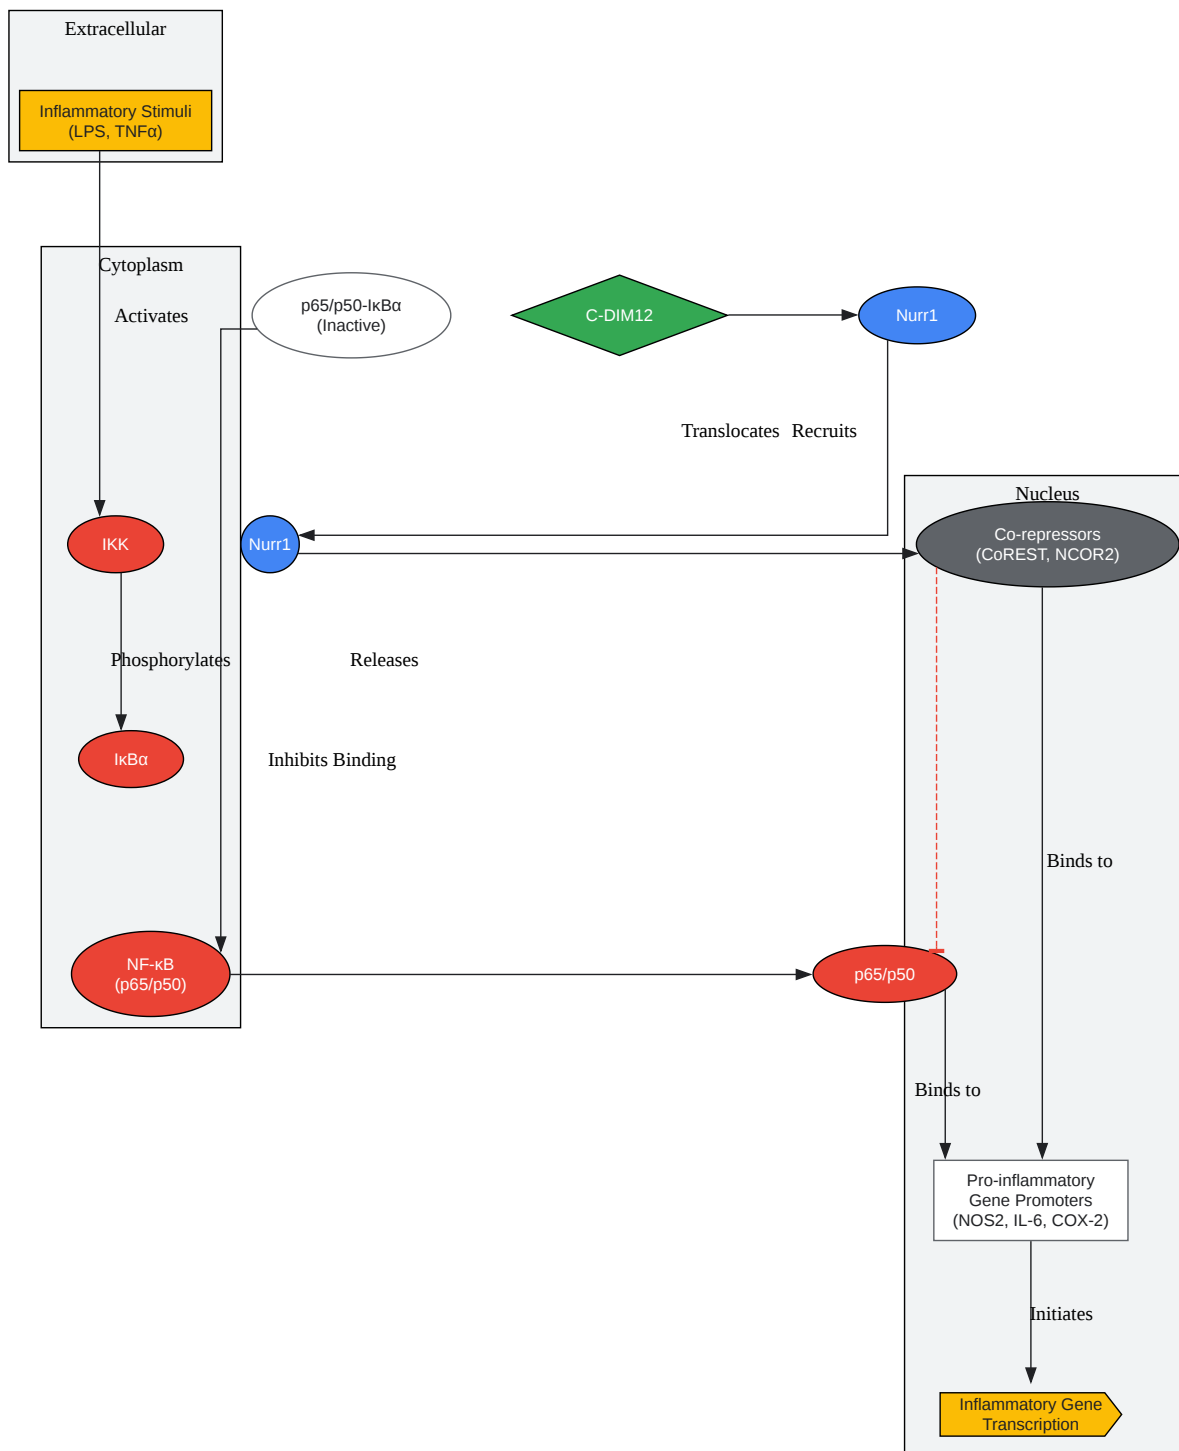 Extracellular
Inflammatory Stimuli
(LPS, TNFα)
Cytoplasm
Activates
p65/p50-IκBα
(Inactive)
C-DIM12
Nurr1
Translocates
Recruits
Nucleus
IKK
Nurr1
Co-repressors
(CoREST, NCOR2)
Phosphorylates
Releases
IκBα
Inhibits Binding
Binds to
NF-κB
(p65/p50)
p65/p50
Binds to
Pro-inflammatory
Gene Promoters
(NOS2, IL-6, COX-2)
Initiates
Inflammatory Gene
Transcription